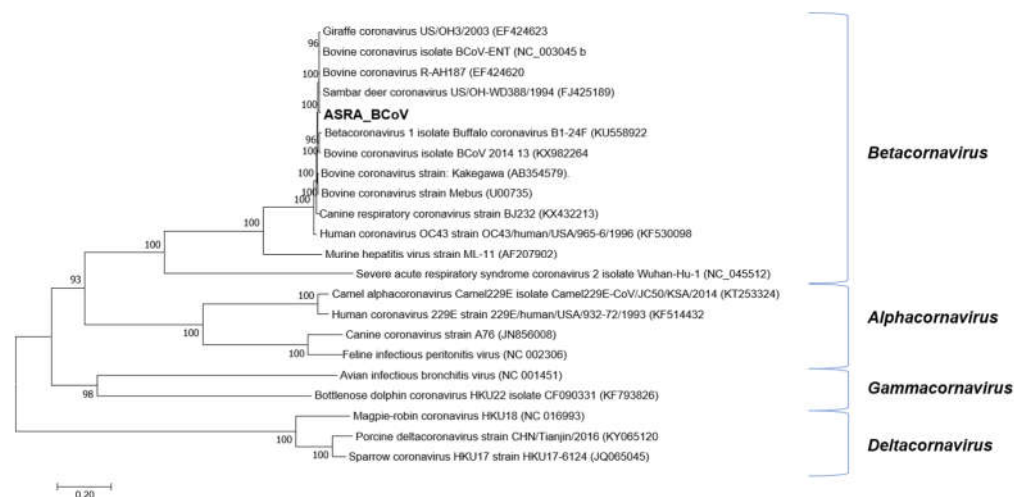 Giraffe coronavirus US/OH3/2003 (EF424623
96
Bovine coronavirus isolate BCoV-ENT (NC_003045 b
100
Bovine coronavirus R-AH187 (EF424620
Sambar deer coronavirus US/OH-WD388/1994 (FJ425189)
100
ASRA_BCoV
Betacoronavirus 1 isolate Buffalo coronavirus B1-24F (KU558922
96
Betacornavirus
100
Bovine coronavirus isolate BCoV 2014 13 (KX982264
100
Bovine coronavirus strain: Kakegawa (AB354579).
100
Bovine coronavirus strain Mebus (U00735)
100
Canine respiratory coronavirus strain BJ232 (KX432213)
100
Human coronavirus OC43 strain OC43/human/USA/965-6/1996 (KF530098
100
Murine hepatitis virus strain ML-11 (AF207902)
93
Severe acute respiratory syndrome coronavirus 2 isolate Wuhan-Hu-1 (NC_045512)
100
Camel alphacoronavirus Camel229E isolate Camel229E-CoV/JC50/KSA/2014 (KT253324)
Human coronavirus 229E strain 229E/human/USA/932-72/1993 (KF514432
Alphacornavirus
100
Canine coronavirus strain A76 (JN856008)
100
Feline infectious peritonitis virus (NC 002306)
Avian infectious bronchitis virus (NC 001451)
Gammacornavirus
98
Bottlenose dolphin coronavirus HKU22 isolate CF090331 (KF793826)
Magpie-robin coronavirus HKU18 (NC 016993)
100
Porcine deltacoronavirus strain CHN/Tianjin/2016 (KY065120
Deltacornavirus
100
Sparrow coronavirus HKU17 strain HKU17-6124 (JQ065045)
0.20